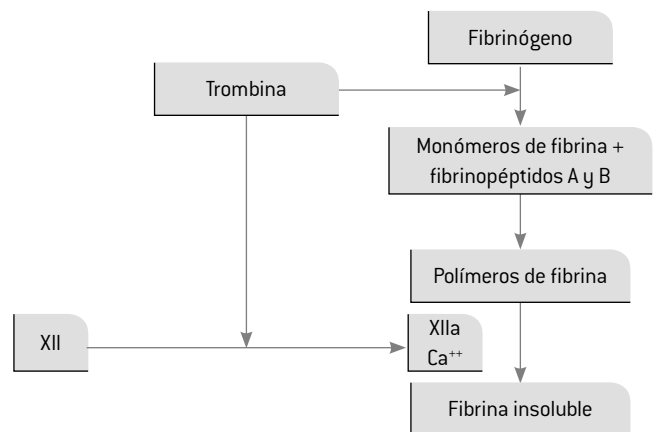 Fibrinógeno
Trombina
Monómeros de fibrina +
fibrinopéptidos A y B
Polímeros de fibrina
XII
XIIa
Ca⁺⁺
Fibrina insoluble